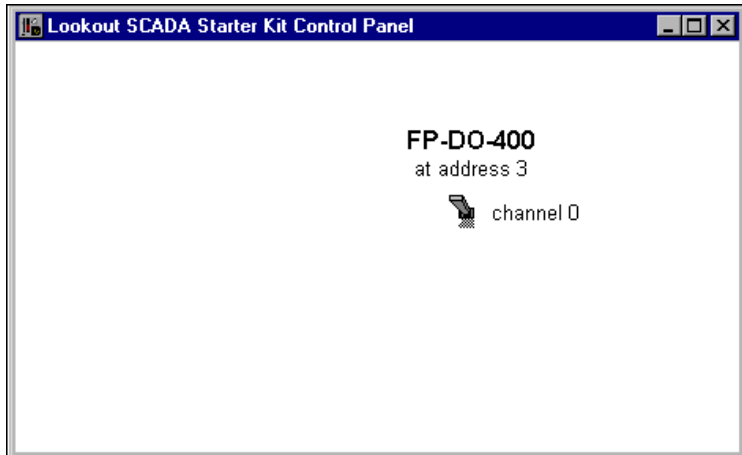 Lookout SCADA Starter Kit Control Panel
FP-DO-400
at address 3
channel 0